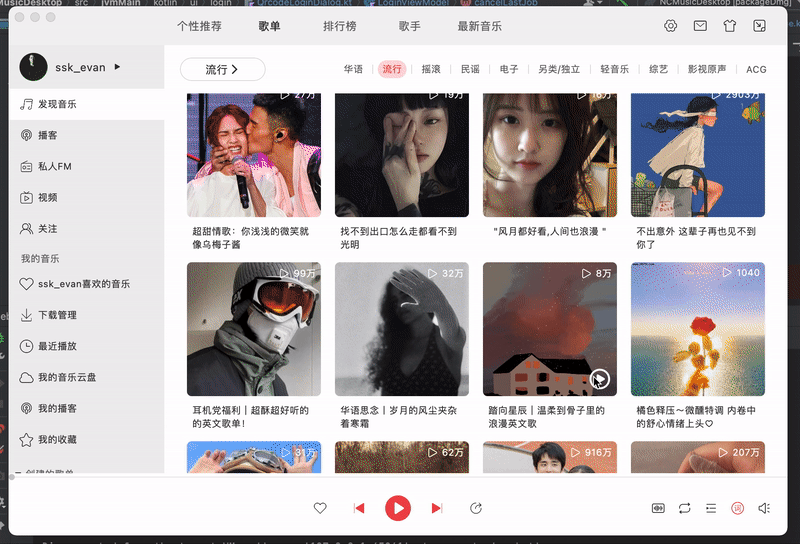 MusicDesktop
src
jvmMain
kotlin
ui
login
QrcodeLoginDialog.kt
LoginViewModel
cancelLastJob
NCMusicDesktop [packageDmg]
个性推荐 歌单 排行榜 歌手 最新音乐
ssk_evan
流行
华语 流行 摇滚 民谣 电子 另类/独立 轻音乐 综艺 影视原声 ACG
发现音乐
播客
私人FM
视频
关注
我的音乐
ssk_evan喜欢的音乐
下载管理
最近播放
我的音乐云盘
我的播客
我的收藏
创建的歌单
27万
19万
16万
2903万
超甜情歌：你浅浅的微笑就
像乌梅子酱
找不到出口怎么走都看不到
光明
"风月都好看,人间也浪漫 "
不出意外 这辈子再也见不到
你了
99万
32万
8万
1040
耳机党福利丨超酥超好听的
的英文歌单！
华语思念丨岁月的风尘夹杂
着寒霜
踏向星辰丨温柔到骨子里的
浪漫英文歌
橘色释压～微醺特调 内卷中
的舒心情绪上头♡
31万
62万
916万
207万
词